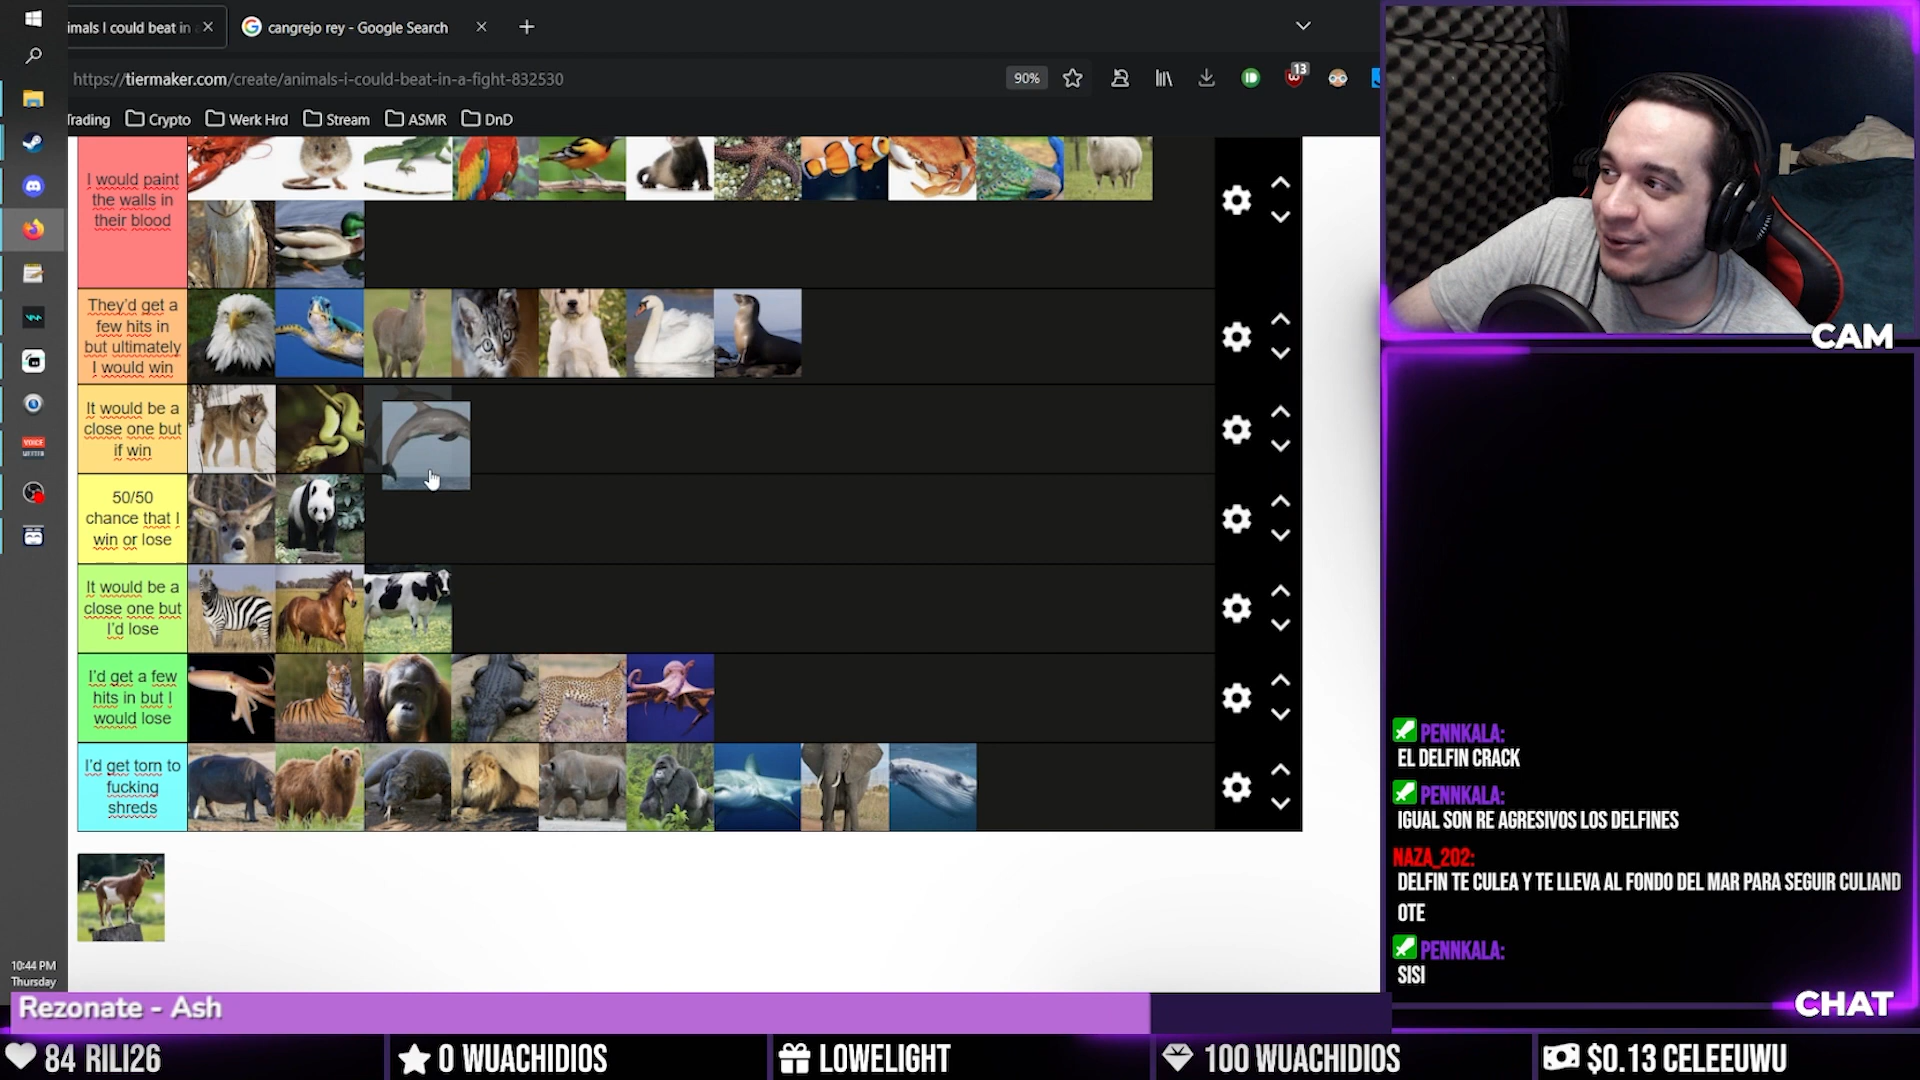 imals I could beat in
cangrejo rey - Google Search
https://tiermaker.com/create/animals-i-could-beat-in-a-fight-832530
90%
13
Trading
Crypto
Werk Hrd
Stream
ASMR
DnD
I would paint
the walls in
their blood
They'd get a
few hits in
but ultimately
I would win
It would be a
close one but
if win
50/50
chance that I
win or lose
It would be a
close one but
I'd lose
I'd get a few
hits in but I
would lose
I'd get torn to
fucking
shreds
10:44 PM
Thursday
CAM
PENNKALA:
EL DELFIN CRACK
PENNKALA:
IGUAL SON RE AGRESIVOS LOS DELFINES
NAZA_202:
DELFIN TE CULEA Y TE LLEVA AL FONDO DEL MAR PARA SEGUIR CULIAND
OTE
PENNKALA:
SISI
CHAT
Rezonate - Ash
84 RILI26
0 WUACHIDIOS
LOWELIGHT
100 WUACHIDIOS
$0.13 CELEEUWU